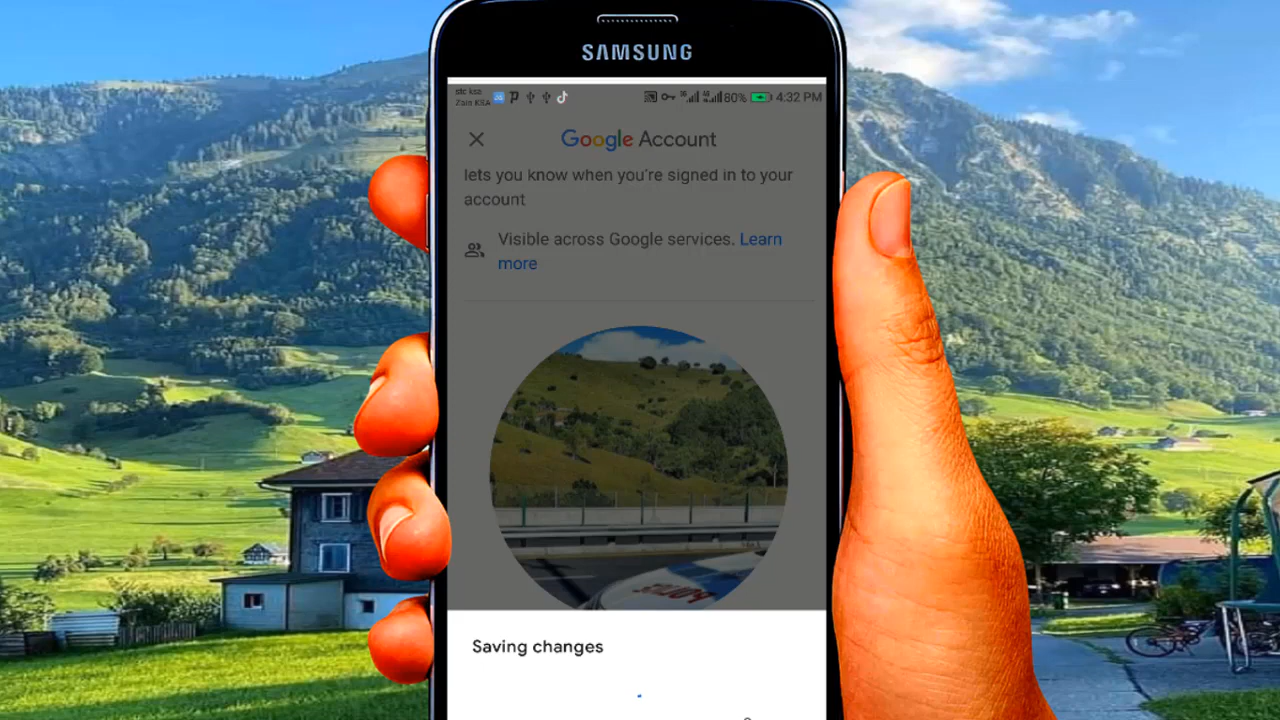 SAMSUNG
stc ksa
Zain KSA
80% 4:32 PM
Google Account
lets you know when you're signed in to your
account
Visible across Google services. Learn
more
Saving changes